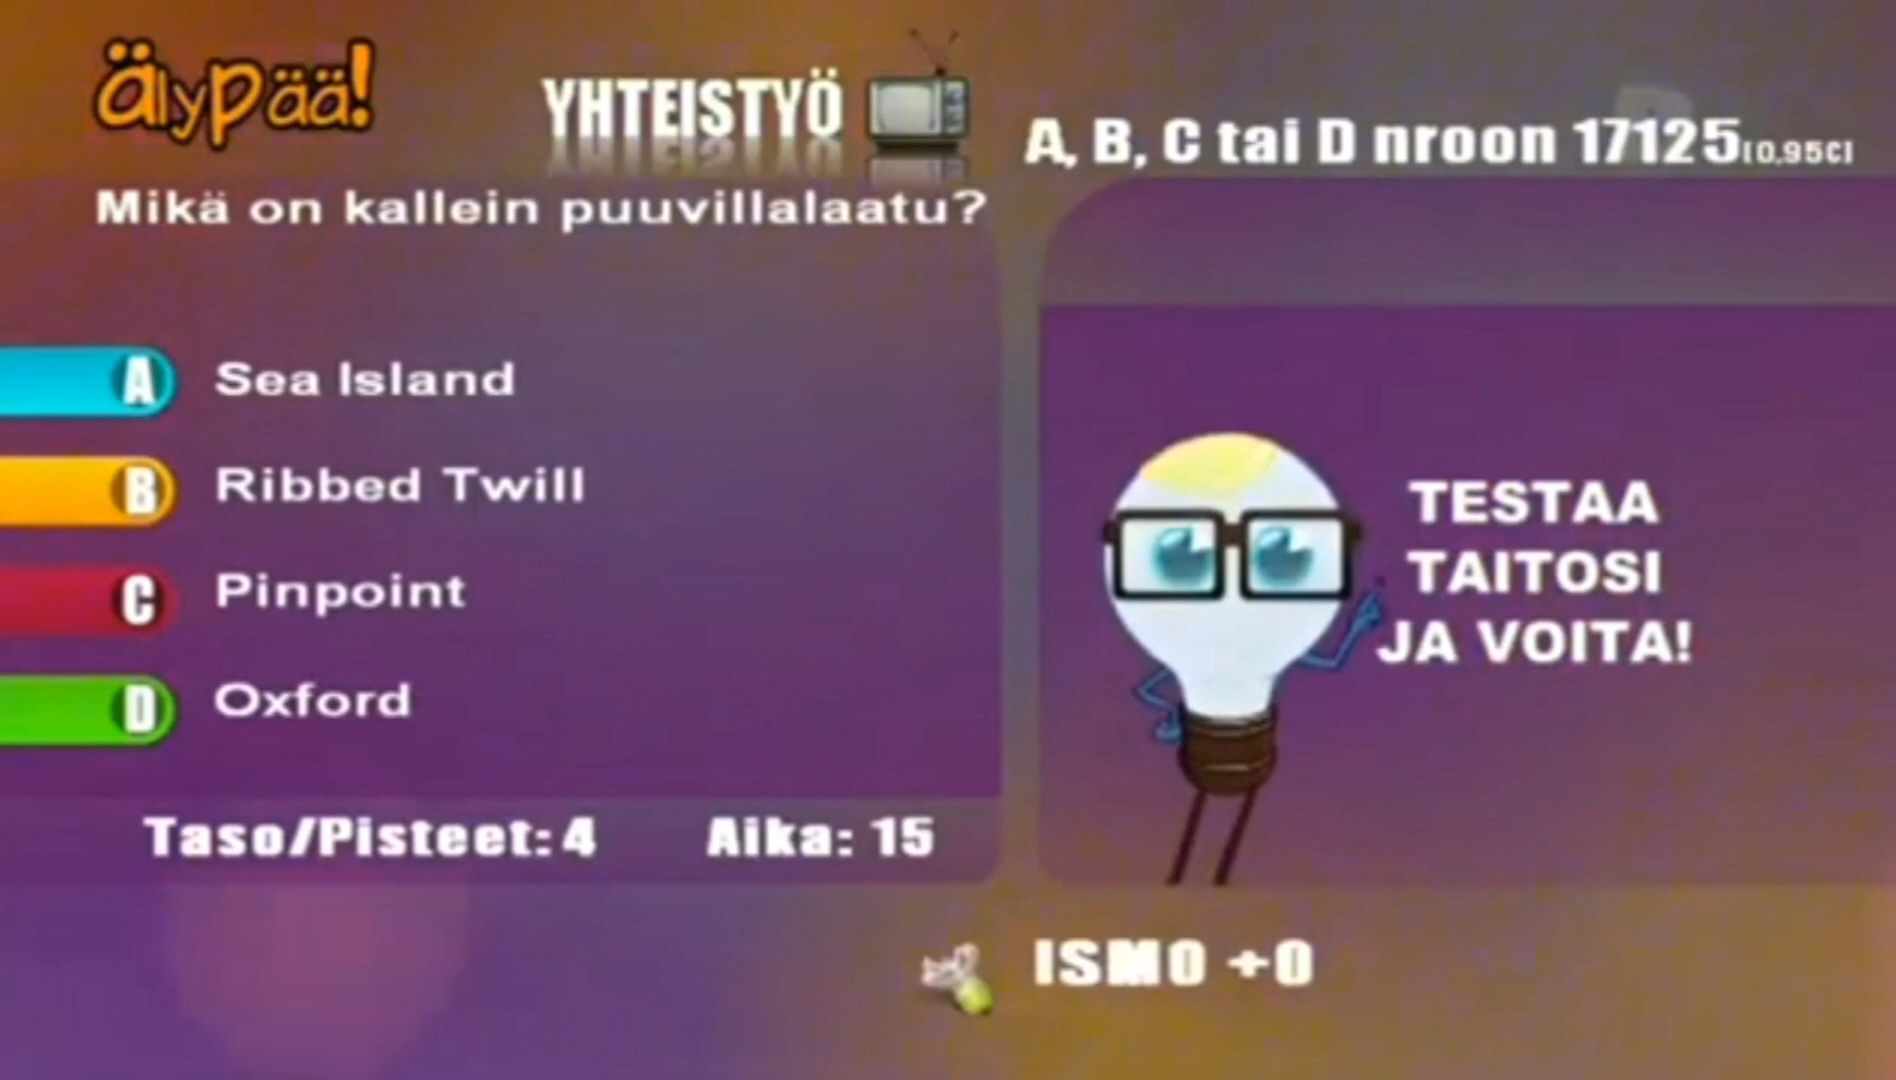 Älypää!
YHTEISTYÖ
A, B, C tai D nroon 17125 [0,95C]
Mikä on kallein puuvillalaatu?
A Sea Island
B Ribbed Twill
C Pinpoint
D Oxford
TESTAA
TAITOSI
JA VOITA!
Taso/Pisteet: 4 Aika: 15
ISMO +0